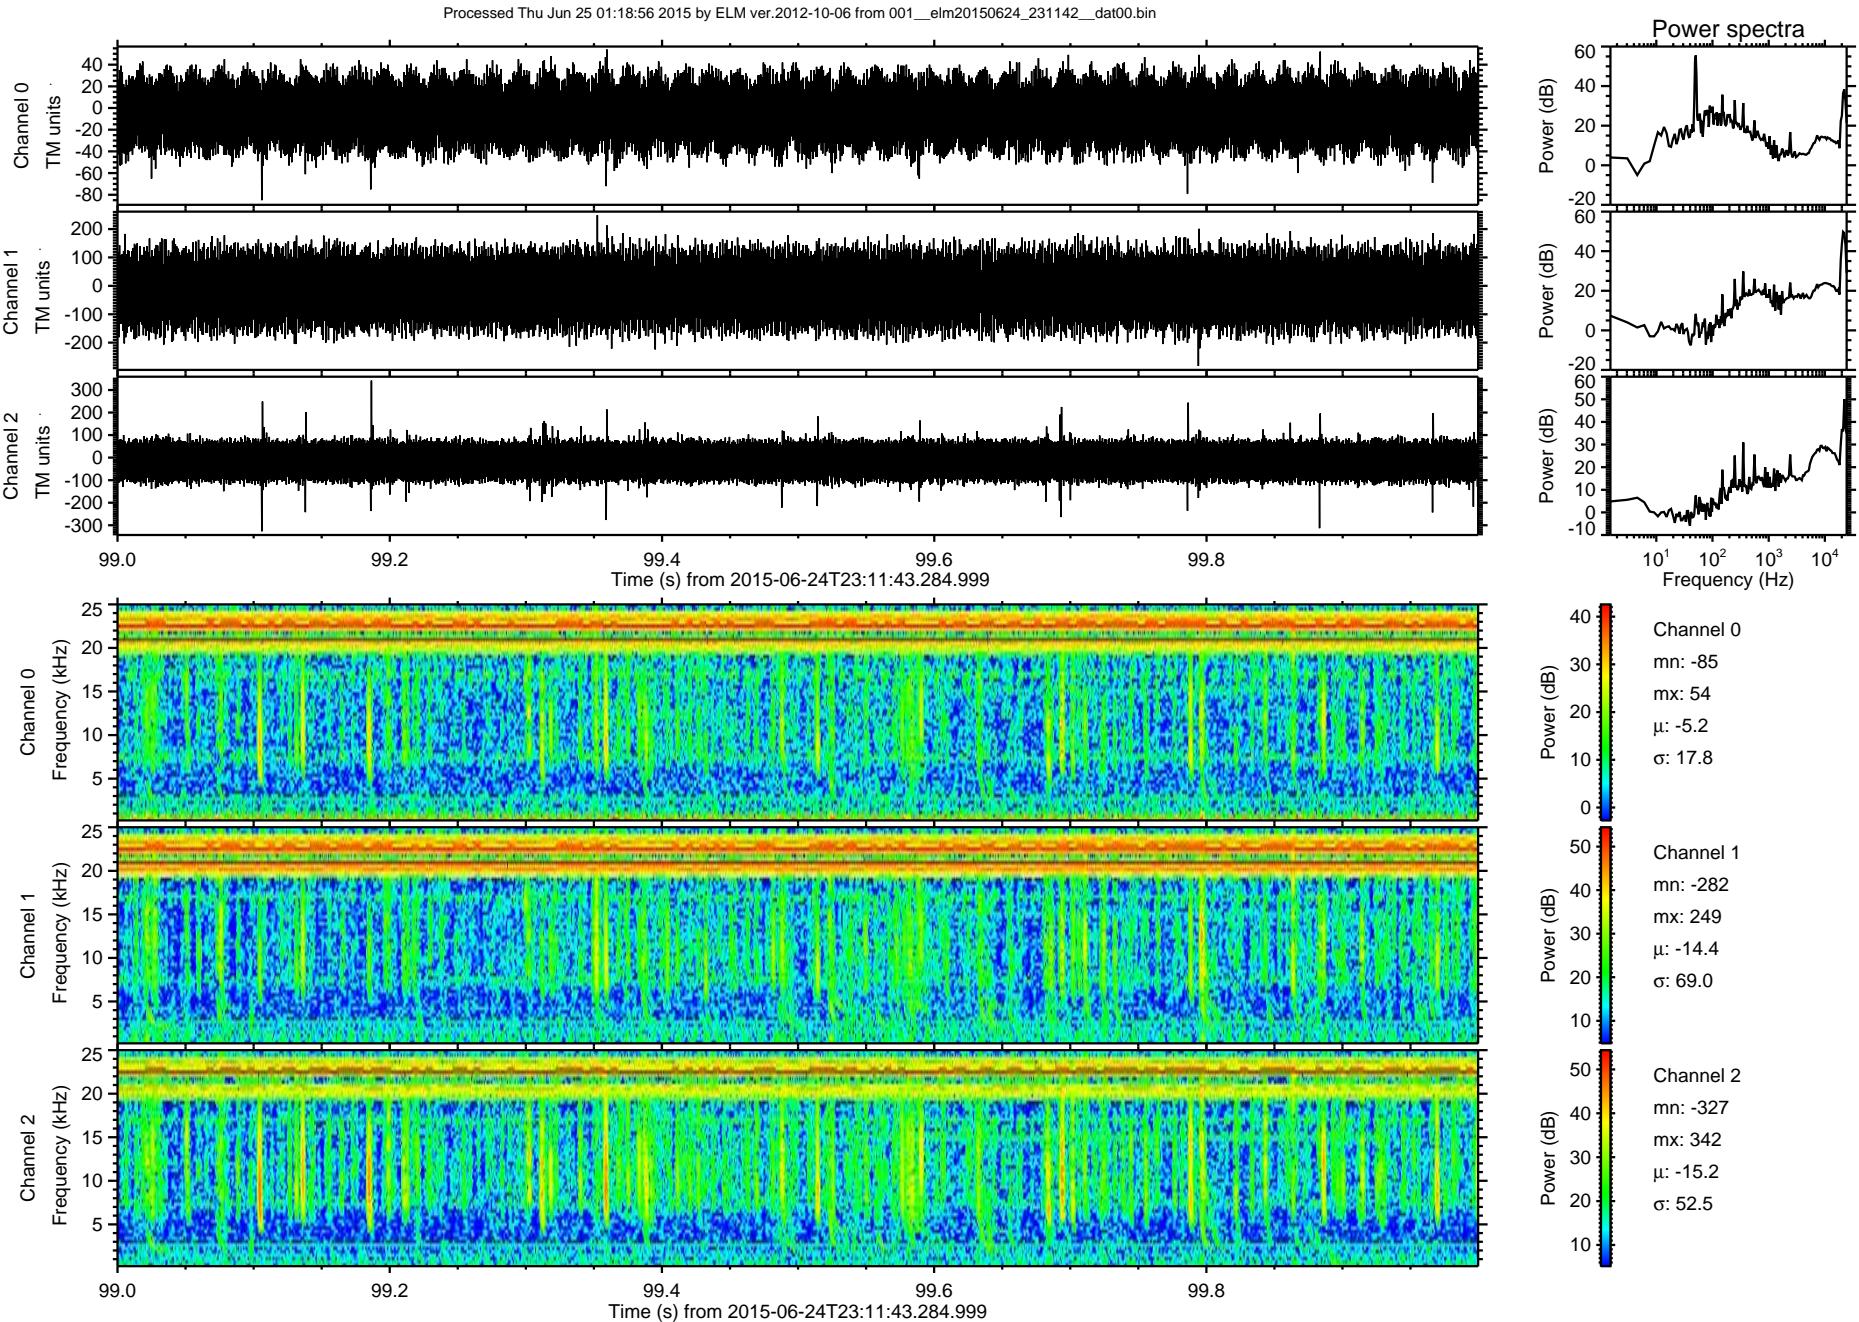 Processed Thu Jun 25 01:18:56 2015 by ELM ver.2012-10-06 from 001__elm20150624_231142__dat00.bin
Power spectra
Channel 0
TM units
40
20
0
-20
-40
-60
-80
Power (dB)
60
40
20
0
-20
Channel 1
TM units
200
100
0
-100
-200
Power (dB)
60
40
20
0
-20
Channel 2
TM units
300
200
100
0
-100
-200
-300
Power (dB)
60
50
40
30
20
10
0
-10
99.0 99.2 99.4 99.6 99.8
Time (s) from 2015-06-24T23:11:43.284.999
10¹ 10² 10³ 10⁴
Frequency (Hz)
Channel 0
Frequency (kHz)
25
20
15
10
5
Power (dB)
40
30
20
10
0
Channel 0
mn: -85
mx: 54
μ: -5.2
σ: 17.8
Channel 1
Frequency (kHz)
25
20
15
10
5
Power (dB)
50
40
30
20
10
Channel 1
mn: -282
mx: 249
μ: -14.4
σ: 69.0
Channel 2
Frequency (kHz)
25
20
15
10
5
Power (dB)
50
40
30
20
10
Channel 2
mn: -327
mx: 342
μ: -15.2
σ: 52.5
99.0 99.2 99.4 99.6 99.8
Time (s) from 2015-06-24T23:11:43.284.999